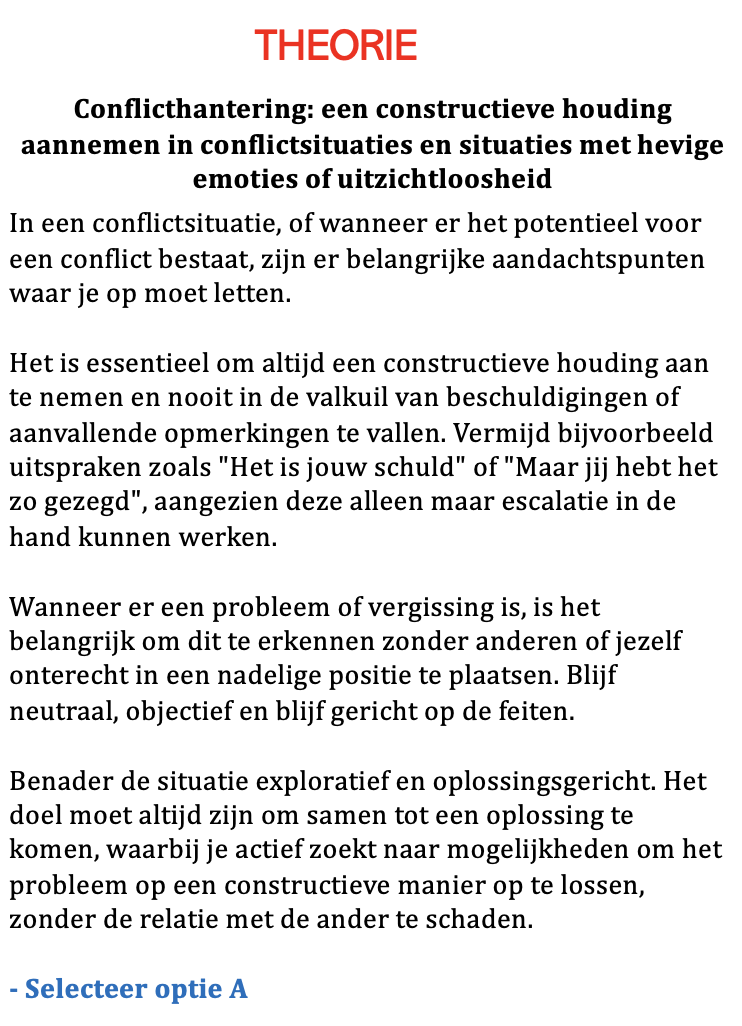 THEORIE
Conflicthantering: een constructieve houding
aannemen in conflictsituaties en situaties met hevige
emoties of uitzichtloosheid
In een conflictsituatie, of wanneer er het potentieel voor
een conflict bestaat, zijn er belangrijke aandachtspunten
waar je op moet letten.
Het is essentieel om altijd een constructieve houding aan
te nemen en nooit in de valkuil van beschuldigingen of
aanvallende opmerkingen te vallen. Vermijd bijvoorbeeld
uitspraken zoals "Het is jouw schuld" of "Maar jij hebt het
zo gezegd", aangezien deze alleen maar escalatie in de
hand kunnen werken.
Wanneer er een probleem of vergissing is, is het
belangrijk om dit te erkennen zonder anderen of jezelf
onterecht in een nadelige positie te plaatsen. Blijf
neutraal, objectief en blijf gericht op de feiten.
Benader de situatie exploratief en oplossingsgericht. Het
doel moet altijd zijn om samen tot een oplossing te
komen, waarbij je actief zoekt naar mogelijkheden om het
probleem op een constructieve manier op te lossen,
zonder de relatie met de ander te schaden.
- Selecteer optie A